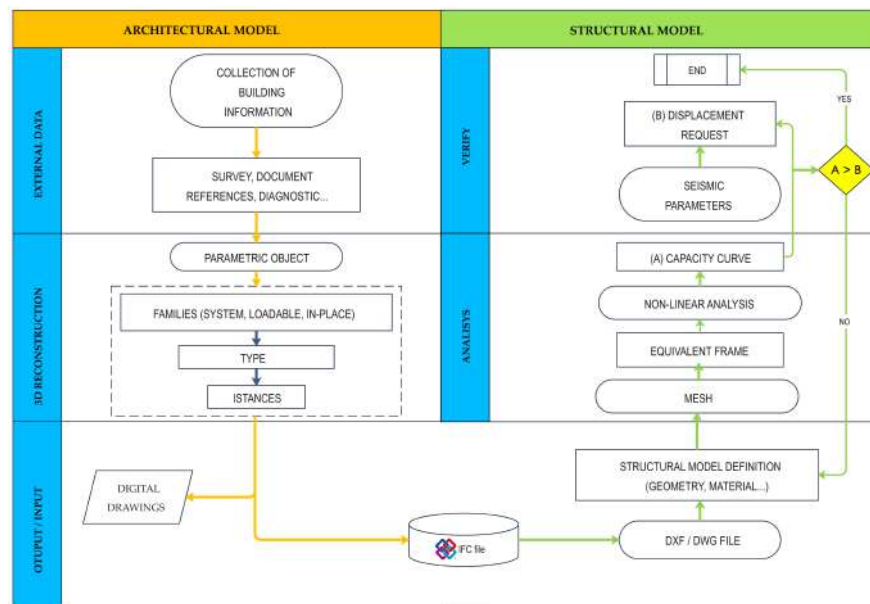 ARCHITECTURAL MODEL
STRUCTURAL MODEL
EXTERNAL DATA
COLLECTION OF
BUILDING
INFORMATION
SURVEY, DOCUMENT
REFERENCES, DIAGNOSTIC...
3D RECONSTRUCTION
PARAMETRIC OBJECT
FAMILIES (SYSTEM, LOADABLE, IN-PLACE)
TYPE
ISTANCES
VERIFY
END
YES
(B) DISPLACEMENT
REQUEST
A > B
SEISMIC
PARAMETERS
ANALISYS
(A) CAPACITY CURVE
NON-LINEAR ANALYSIS
NO
EQUIVALENT FRAME
MESH
OTUPUT / INPUT
DIGITAL
DRAWINGS
IFC file
STRUCTURAL MODEL DEFINITION
(GEOMETRY, MATERIAL...)
DXF / DWG FILE